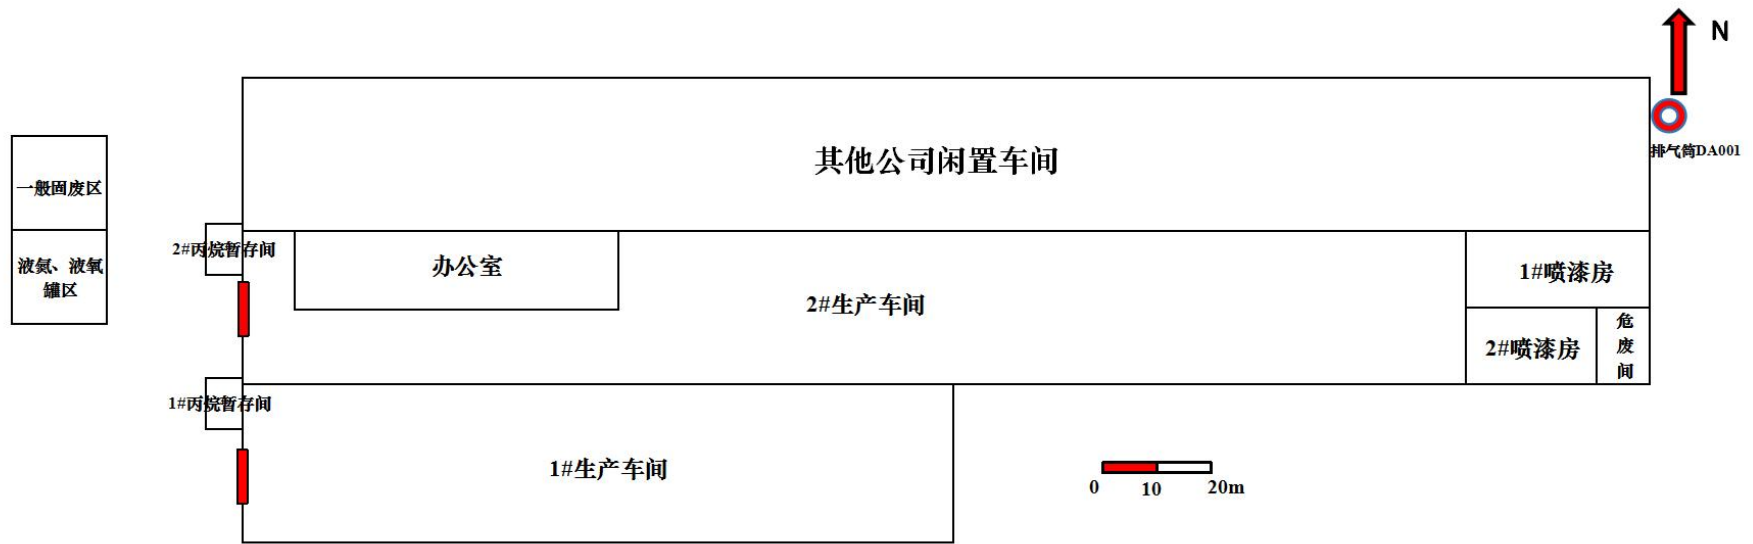 N
排气筒DA001
其他公司闲置车间
一般固废区
液氩、液氧
罐区
2#丙烷暂存间
办公室
2#生产车间
1#喷漆房
2#喷漆房
危
废
间
1#丙烷暂存间
1#生产车间
0
10
20m